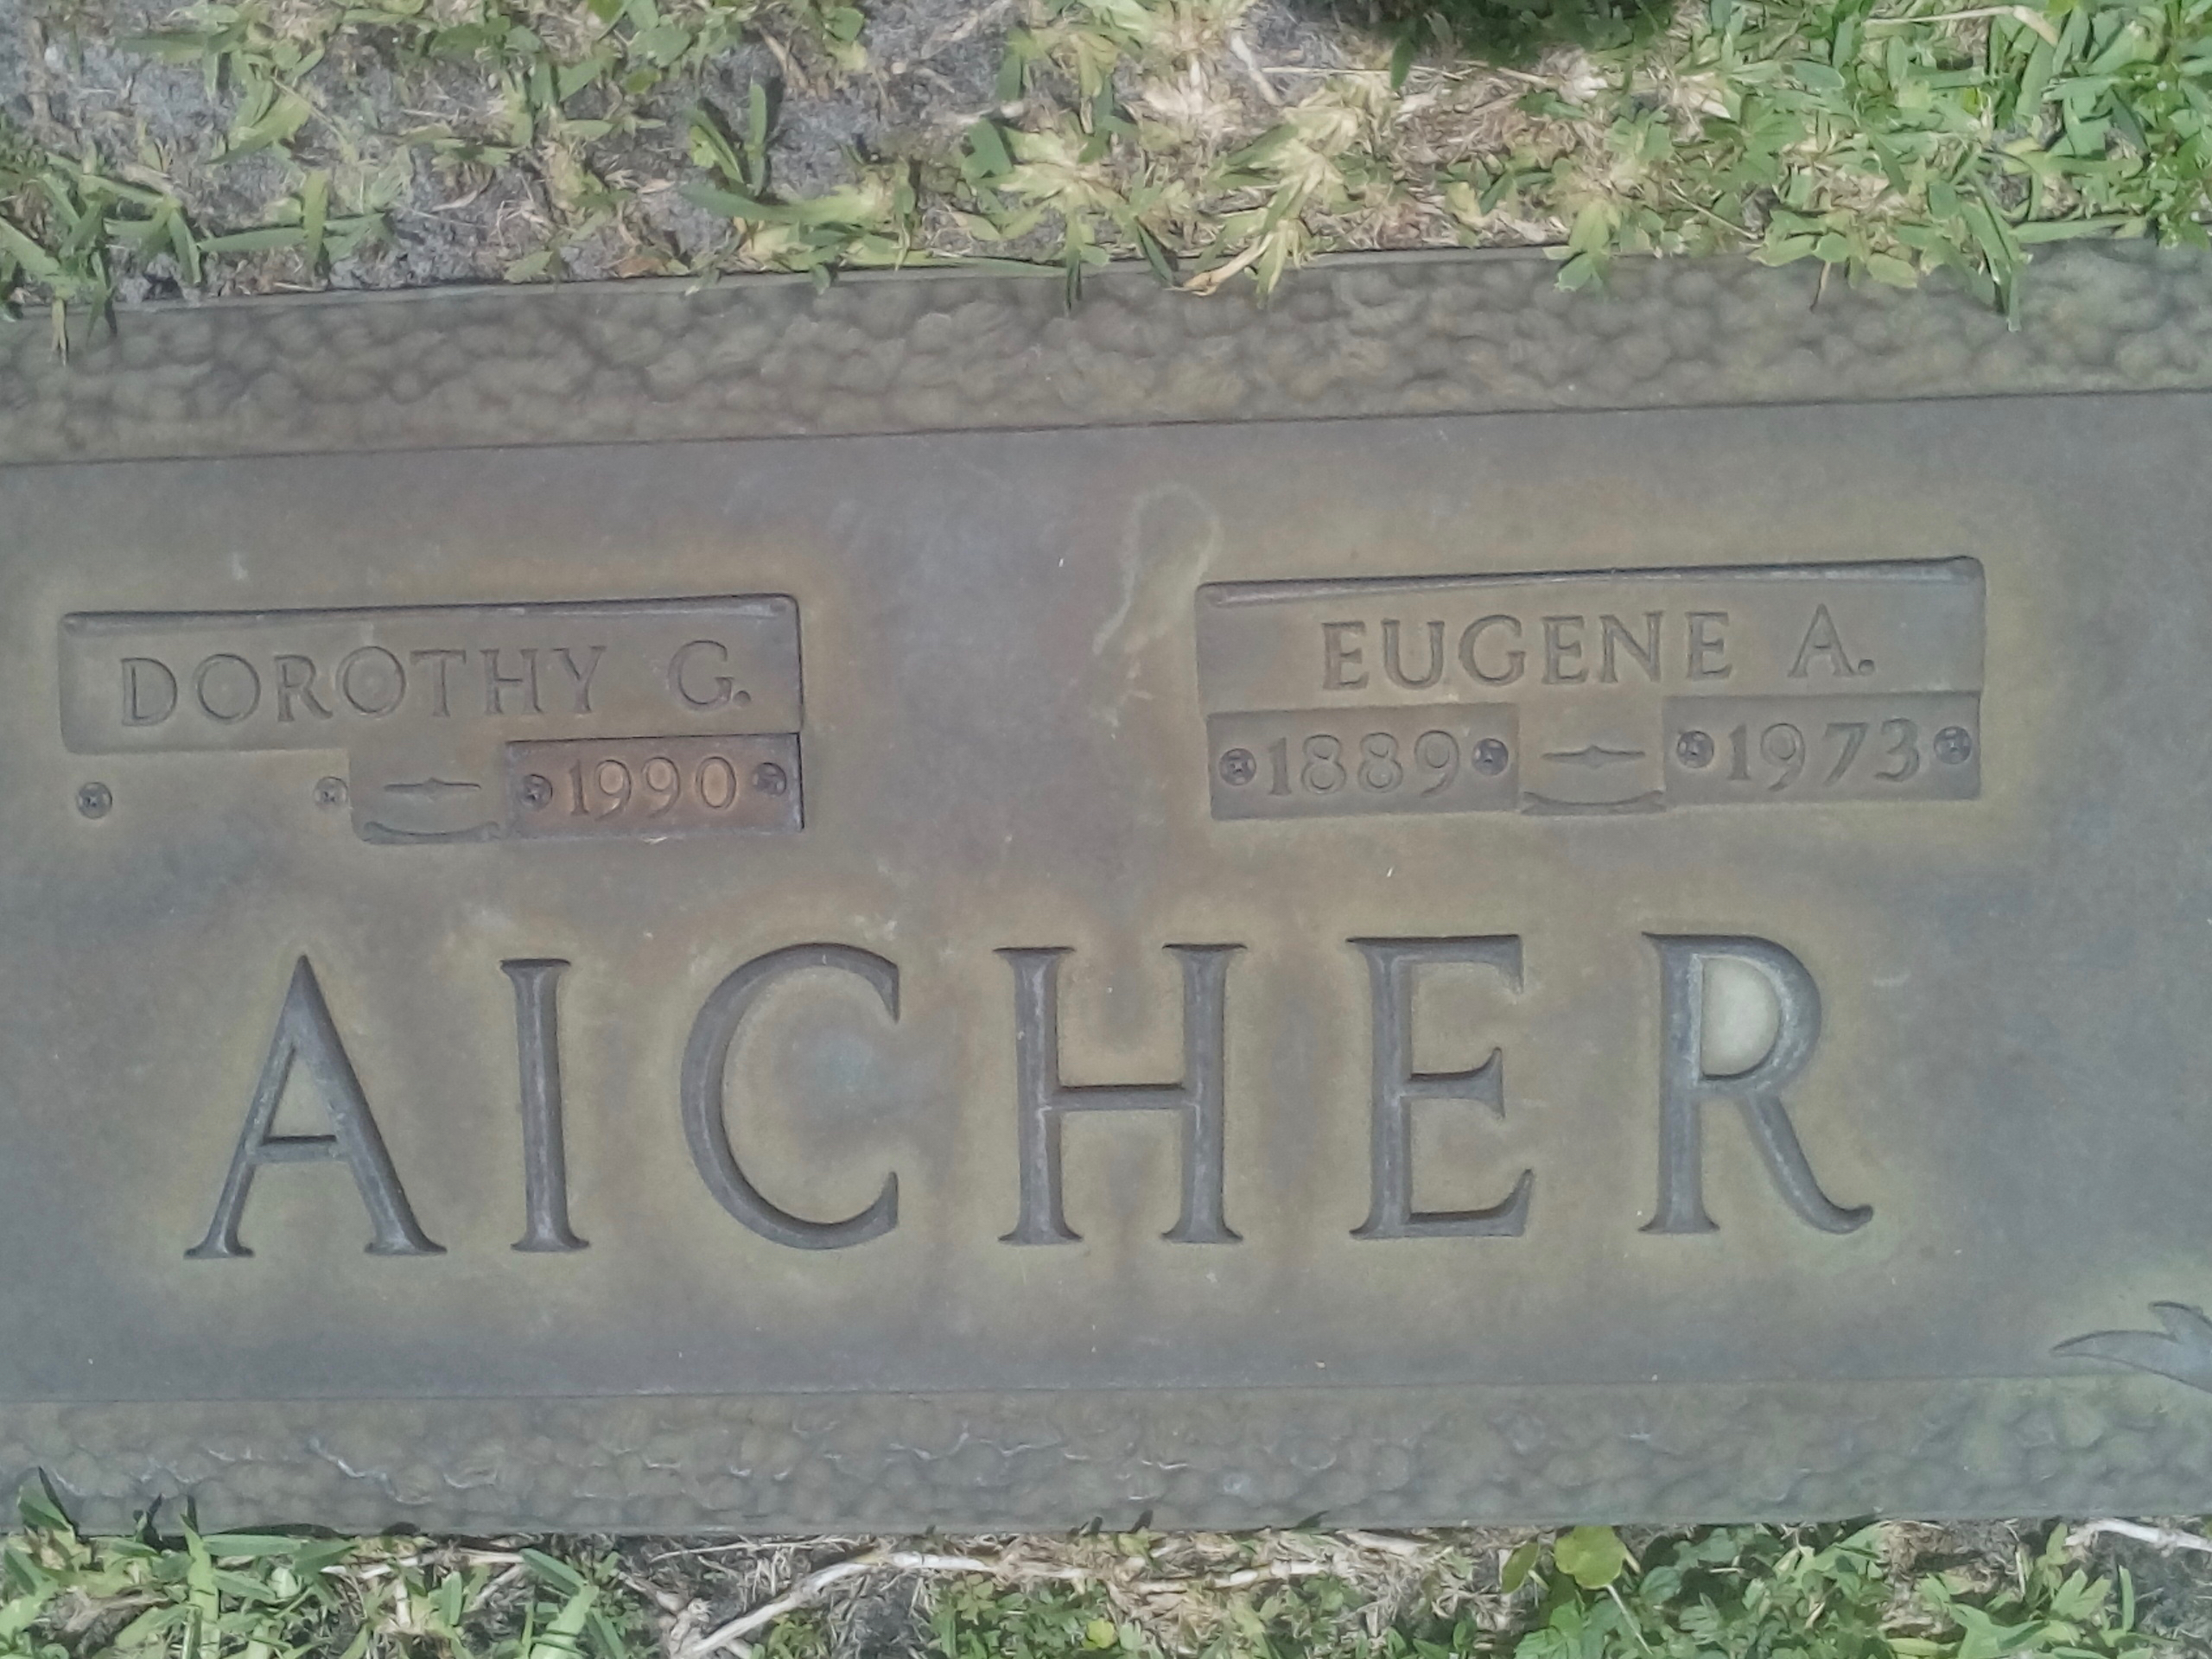 DOROTHY G. EUGENE A.
— 1990 1889 — 1973
AICHER